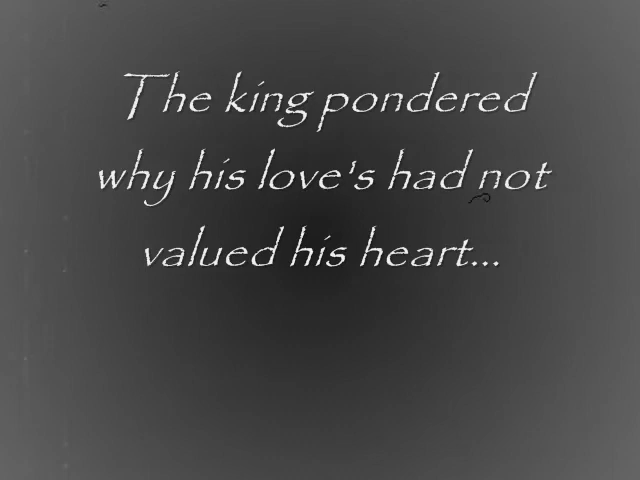 The king pondered
why his love's had not
valued his heart...